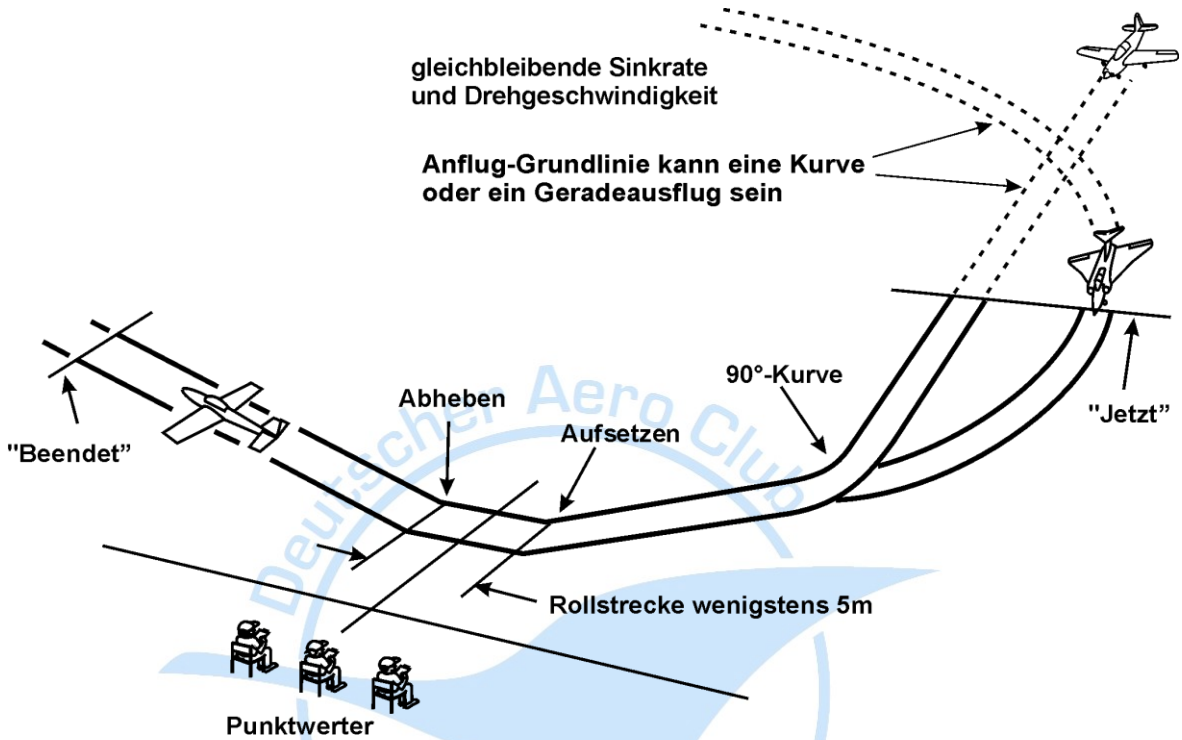 gleichbleibende Sinkrate
und Drehgeschwindigkeit
Anflug-Grundlinie kann eine Kurve
oder ein Geradeausflug sein
90°-Kurve
"Jetzt”
Abheben
Aufsetzen
"Beendet”
Deutscher Aero Club
Rollstrecke wenigstens 5m
Punktwerter